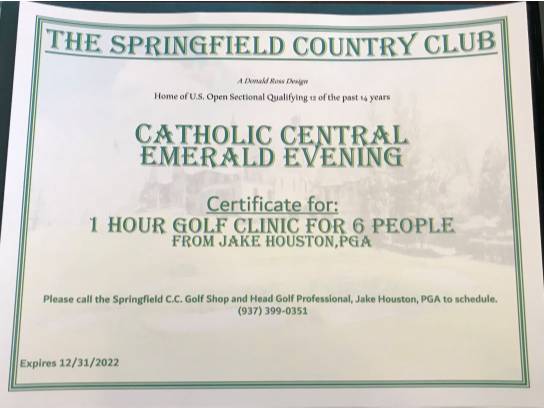 THE SPRINGFIELD COUNTRY CLUB
A Donald Ross Design
Home of U.S. Open Sectional Qualifying 12 of the past 14 years
CATHOLIC CENTRAL
EMERALD EVENING
Certificate for:
1 HOUR GOLF CLINIC FOR 6 PEOPLE
FROM JAKE HOUSTON,PGA
Please call the Springfield C.C. Golf Shop and Head Golf Professional, Jake Houston, PGA to schedule.
(937) 399-0351
Expires 12/31/2022